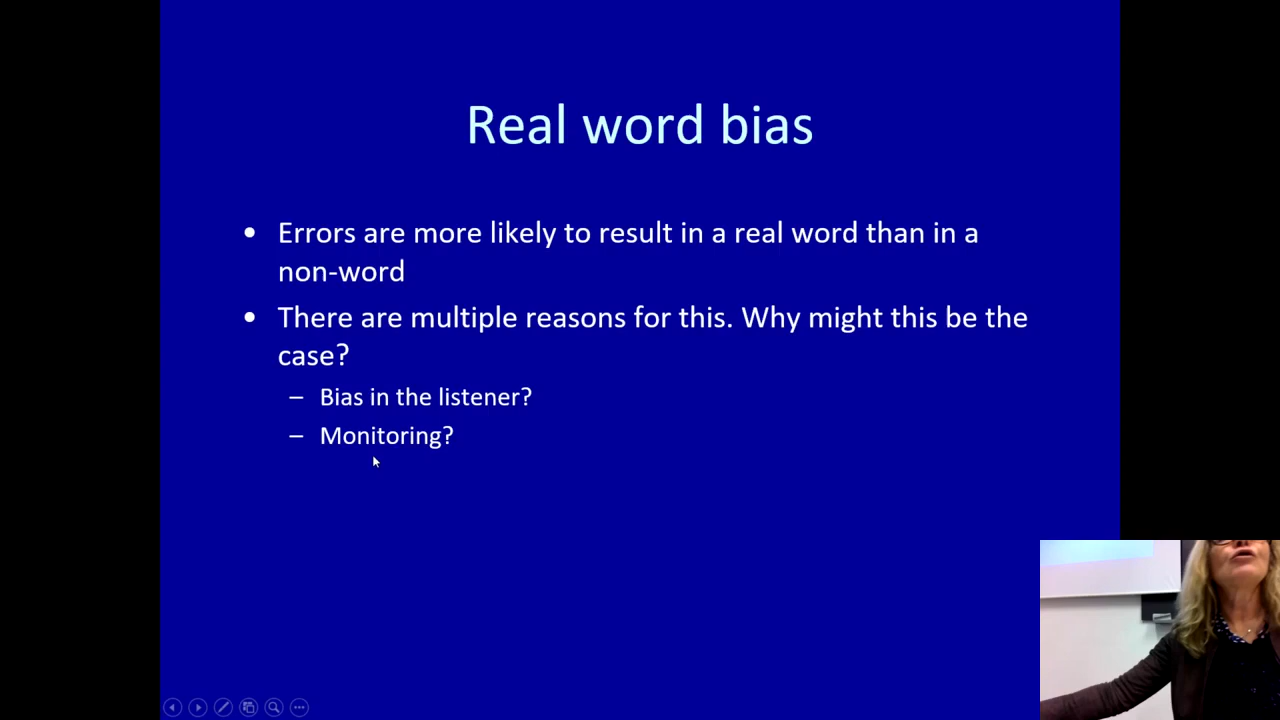 Real word bias
• Errors are more likely to result in a real word than in a
non-word
• There are multiple reasons for this. Why might this be the
case?
– Bias in the listener?
– Monitoring?